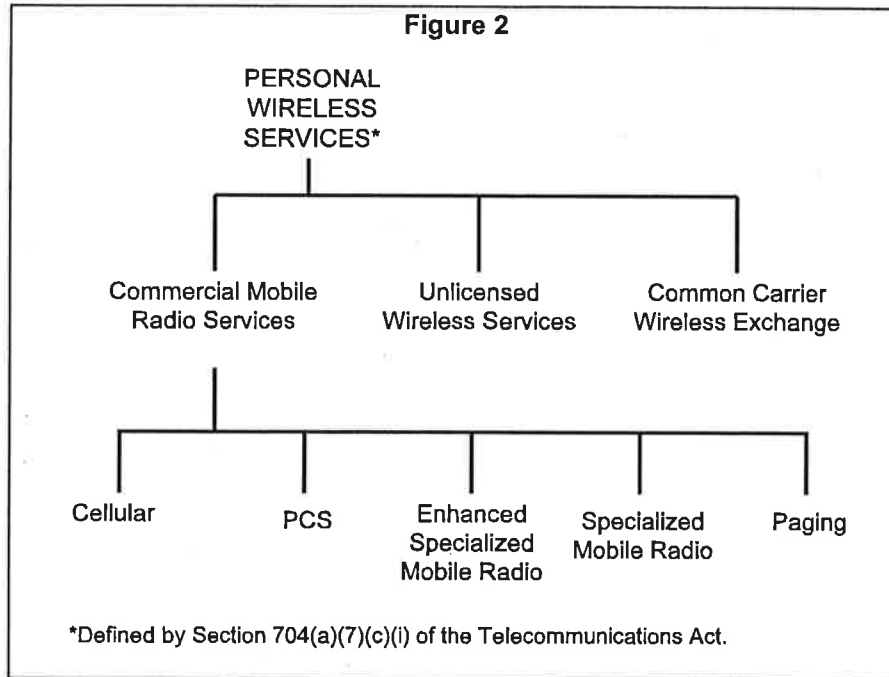 Figure 2
PERSONAL
WIRELESS
SERVICES*
Commercial Mobile
Radio Services
Unlicensed
Wireless Services
Common Carrier
Wireless Exchange
Cellular
PCS
Enhanced
Specialized
Mobile Radio
Specialized
Mobile Radio
Paging
*Defined by Section 704(a)(7)(c)(i) of the Telecommunications Act.